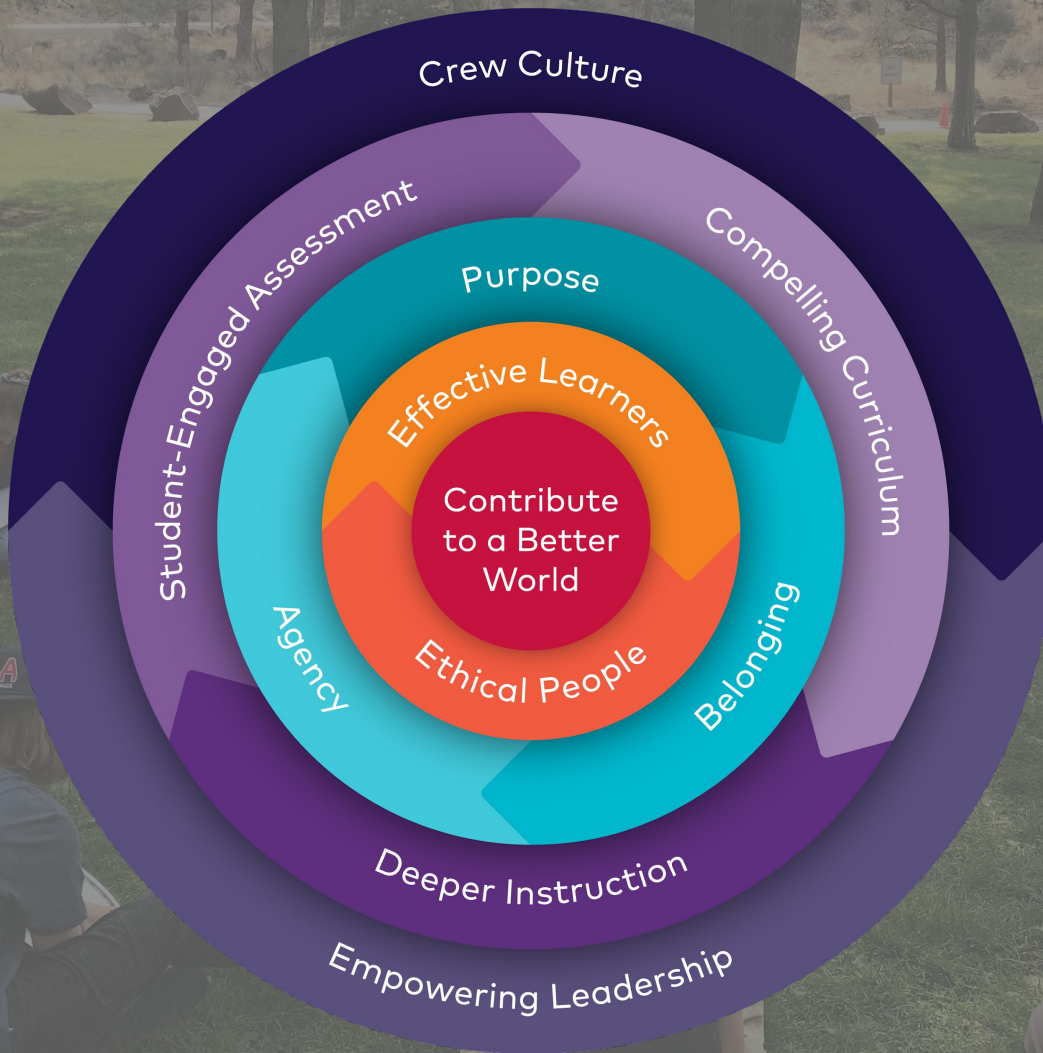 Crew Culture
Student-Engaged Assessment
Compelling Curriculum
Purpose
Effective Learners
Contribute
to a Better
World
Agency
Belonging
Ethical People
Deeper Instruction
Empowering Leadership